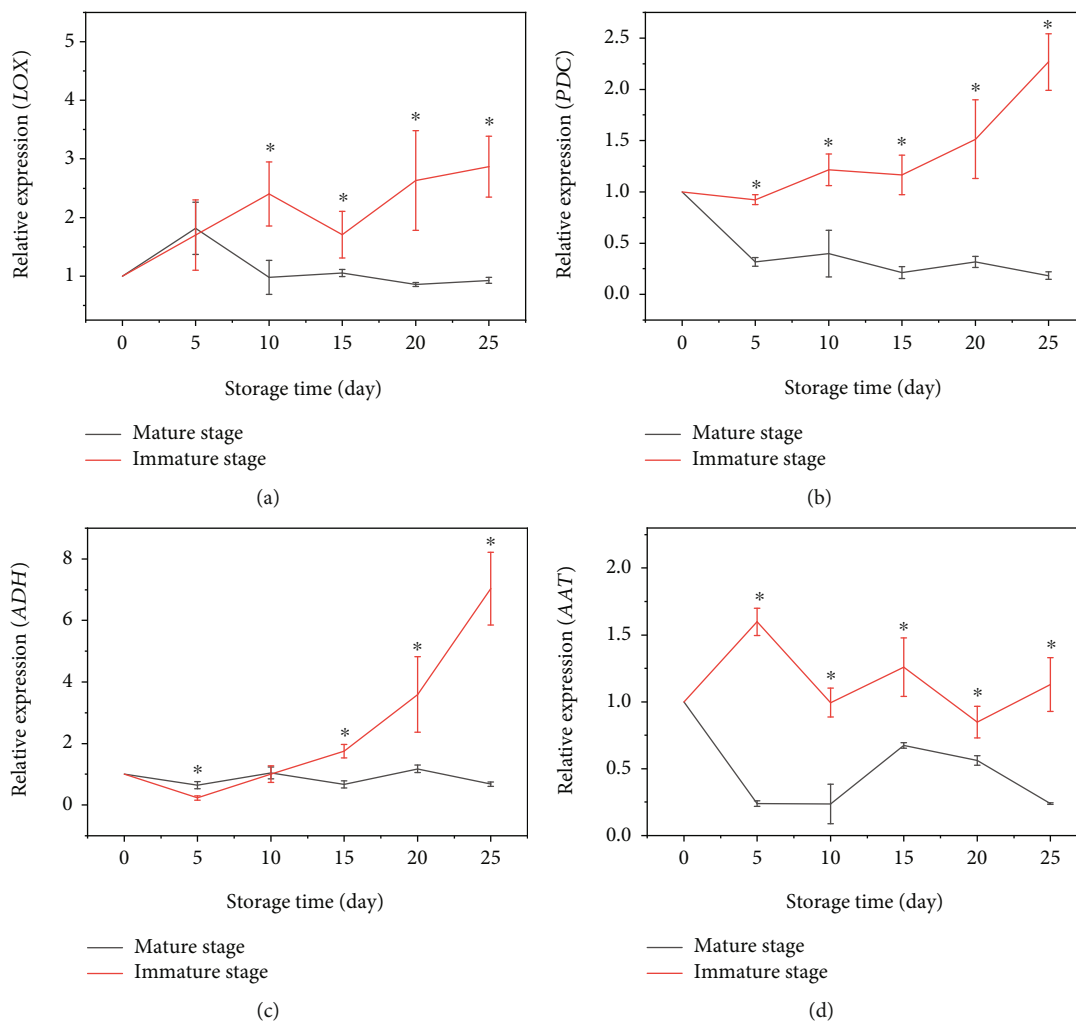 5
4
3
2
1
Relative expression (LOX)
* * * *
0 5 10 15 20 25
Storage time (day)
Mature stage
Immature stage
(a)
2.5
2.0
1.5
1.0
0.5
0.0
Relative expression (PDC)
* * * * *
0 5 10 15 20 25
Storage time (day)
Mature stage
Immature stage
(b)
8
6
4
2
0
Relative expression (ADH)
* * * *
0 5 10 15 20 25
Storage time (day)
Mature stage
Immature stage
(c)
2.0
1.5
1.0
0.5
0.0
Relative expression (AAT)
* * * * *
0 5 10 15 20 25
Storage time (day)
Mature stage
Immature stage
(d)